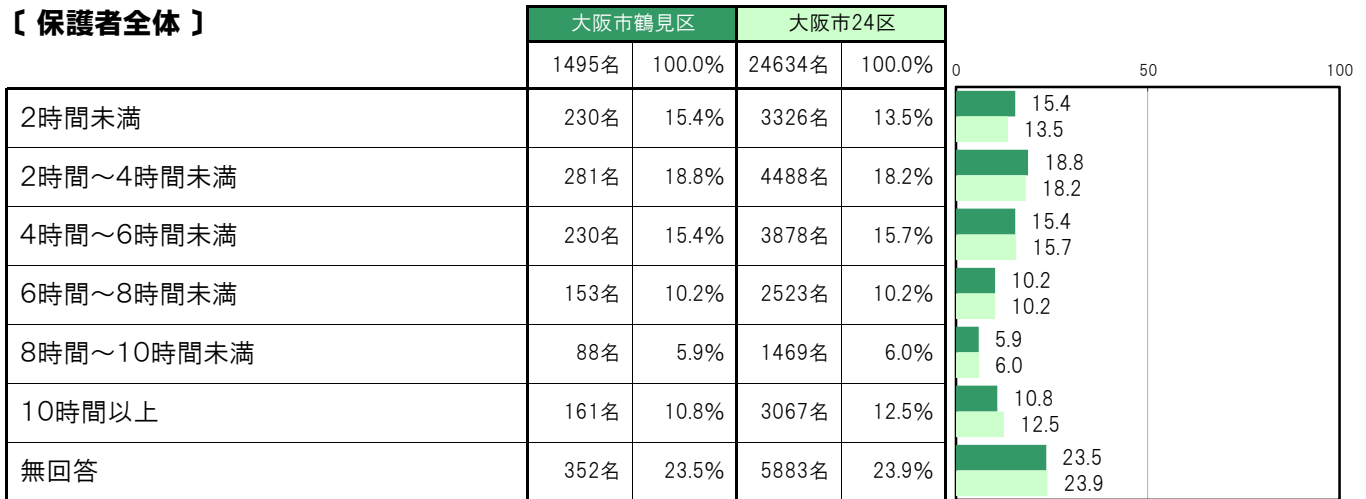 〔 保護者全体 〕
大阪市鶴見区 大阪市24区
1495名 100.0% 24634名 100.0%
0 50 100
2時間未満 230名 15.4% 3326名 13.5%
15.4
13.5
2時間～4時間未満 281名 18.8% 4488名 18.2%
18.8
18.2
4時間～6時間未満 230名 15.4% 3878名 15.7%
15.4
15.7
6時間～8時間未満 153名 10.2% 2523名 10.2%
10.2
10.2
8時間～10時間未満 88名 5.9% 1469名 6.0%
5.9
6.0
10時間以上 161名 10.8% 3067名 12.5%
10.8
12.5
無回答 352名 23.5% 5883名 23.9%
23.5
23.9